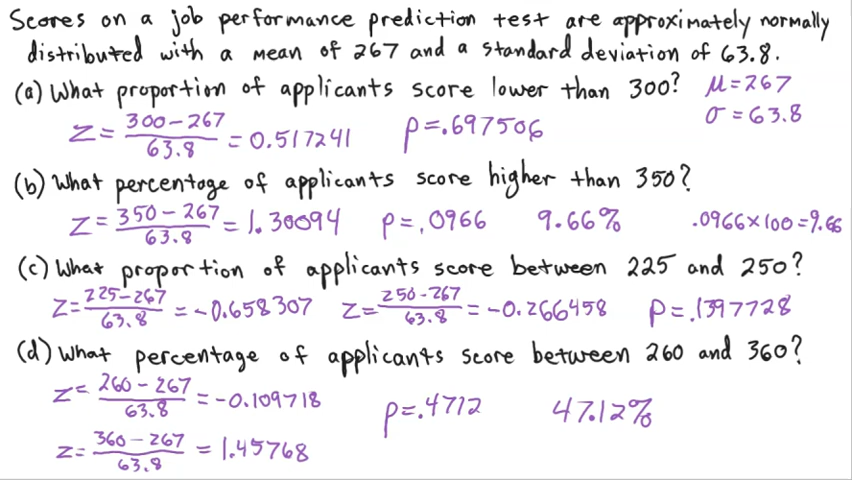 Scores on a job performance prediction test are approximately normally
distributed with a mean of 267 and a standard deviation of 63.8.
(a) What proportion of applicants score lower than 300? μ=267
z = (300-267)/63.8 = 0.517241 p=.697506 σ=63.8
(b) What percentage of applicants score higher than 350?
z = (350-267)/63.8 = 1.30094 p=.0966 9.66% .0966×100=9.66
(c) What proportion of applicants score between 225 and 250?
z = (225-267)/63.8 = -0.658307 z = (250-267)/63.8 = -0.266458 p=.1397728
(d) What percentage of applicants score between 260 and 360?
z = (260-267)/63.8 = -0.109718
p=.4712 47.12%
z = (360-267)/63.8 = 1.45768